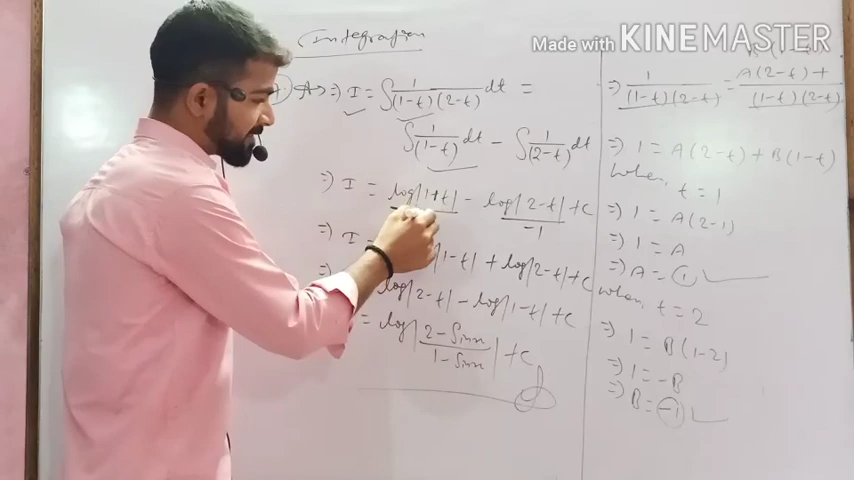 Integration
Made with KINEMASTER
⇒ I = ∫ 1/(1-t)(2-t) dt =
∫ 1/(1-t) dt - ∫ 1/(2-t) dt
⇒ I = log|1-t| - log|2-t|/-1 + c
⇒ I = |1-t| + log|2-t| + c
log|2-t| - log|1-t| + c
= log|2-Sinx/1-Sinx| + c
B(1-t)
⇒ 1/(1-t)(2-t) = A(2-t)+/(1-t)(2-t)
⇒ 1 = A(2-t) + B(1-t)
When, t = 1
⇒ 1 = A(2-1)
⇒ 1 = A
⇒ A = 1
when, t = 2
⇒ 1 = B(1-2)
⇒ 1 = -B
⇒ B = -1